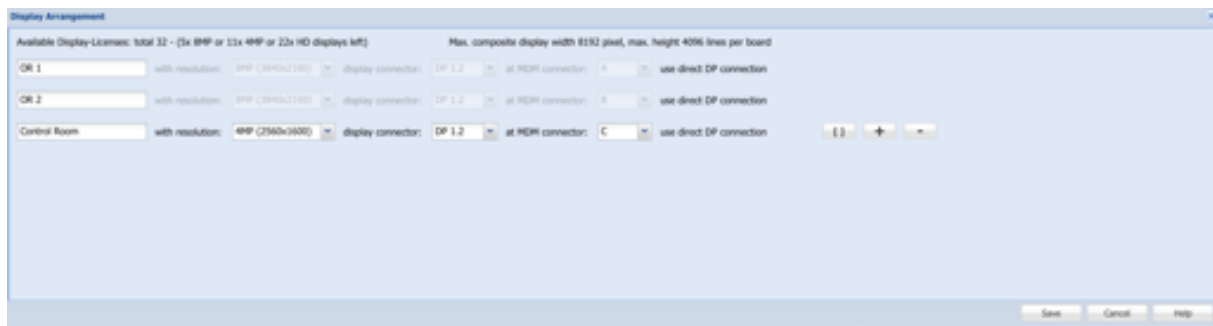 Display Arrangement
Available Display-Licenses: total 32 - (5x 8MP or 11x 4MP or 22x HD displays left) Max. composite display width 8192 pixel, max. height 4096 lines per board
OR 1 with resolution: 8MP (3840x2160) display connector: DP 1.2 at MDM connector: A use direct DP connection
OR 2 with resolution: 8MP (3840x2160) display connector: DP 1.2 at MDM connector: B use direct DP connection
Control Room with resolution: 4MP (2560x1600) display connector: DP 1.2 at MDM connector: C use direct DP connection [ ] + -
Save Cancel Help